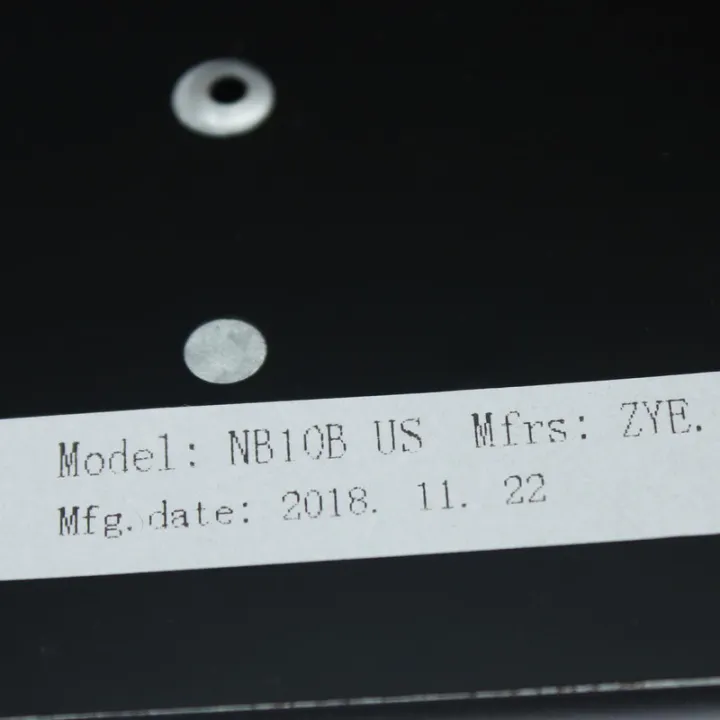 Model: NB10B US Mfrs: ZYE.
Mfg. date: 2018. 11. 22